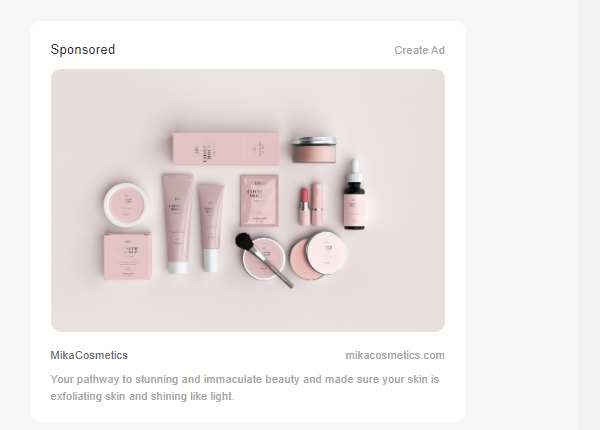 Sponsored
Create Ad
MikaCosmetics
mikacosmetics.com
Your pathway to stunning and immaculate beauty and made sure your skin is
exfoliating skin and shining like light.